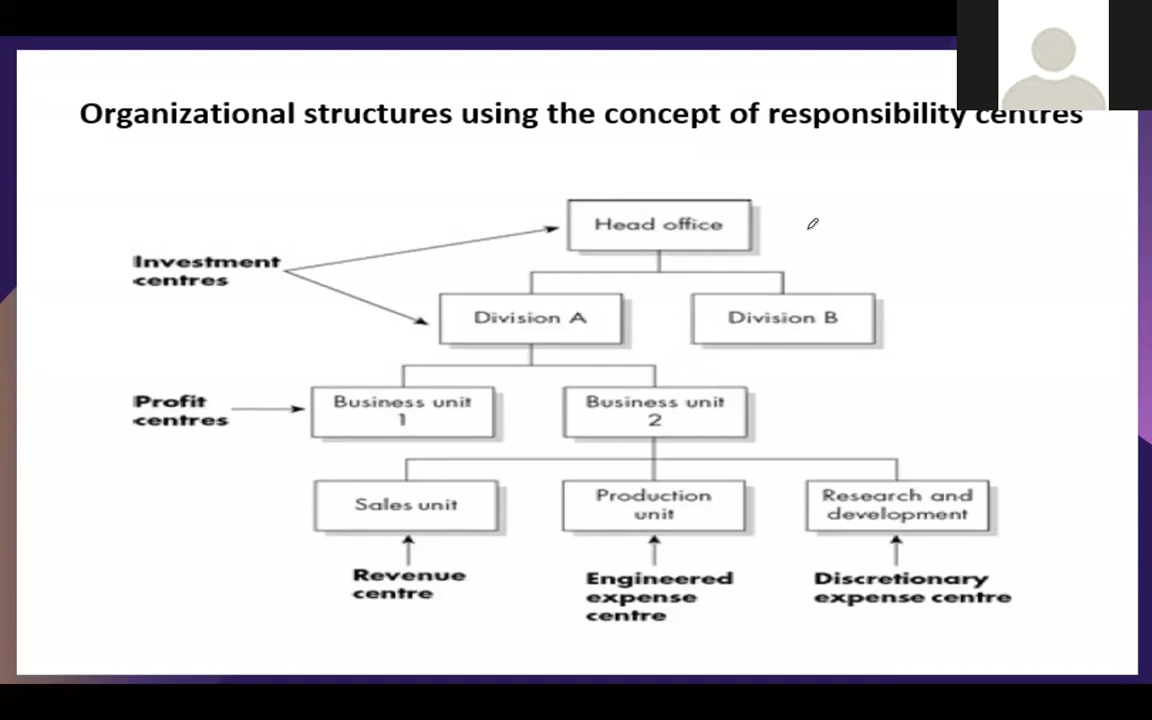 Organizational structures using the concept of responsibility centres
Head office
Investment
centres
Division A
Division B
Profit
centres
Business unit
1
Business unit
2
Sales unit
Production
unit
Research and
development
Revenue
centre
Engineered
expense
centre
Discretionary
expense centre